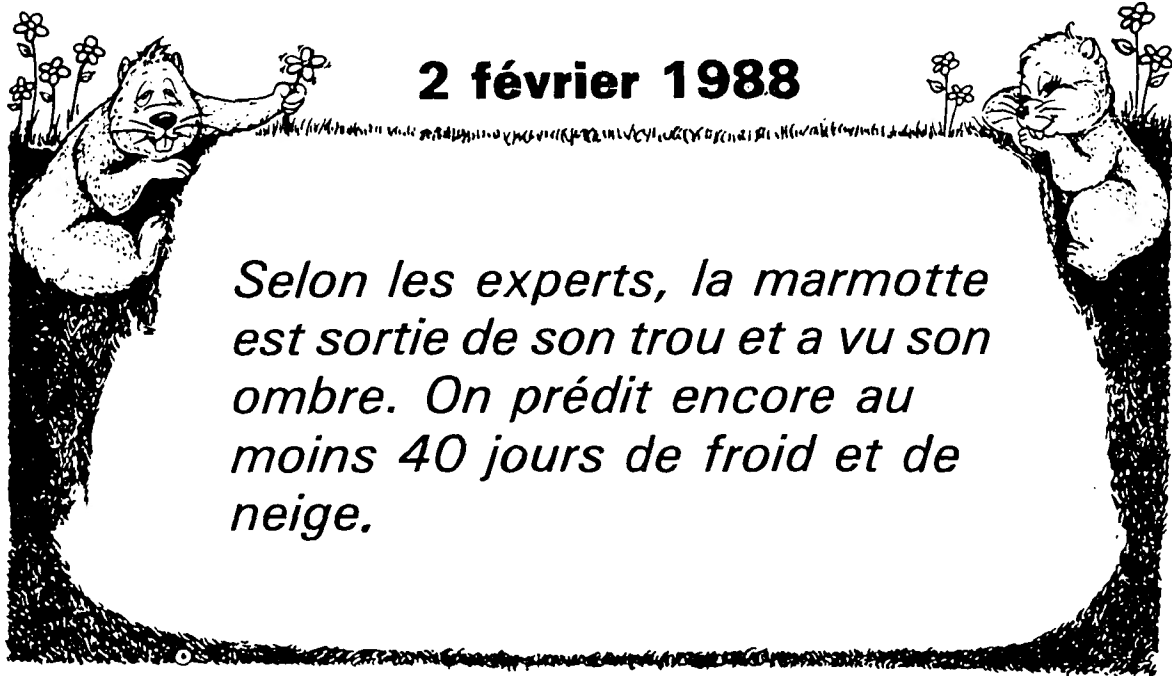 2 février 1988
Selon les experts, la marmotte
est sortie de son trou et a vu son
ombre. On prédit encore au
moins 40 jours de froid et de
neige.